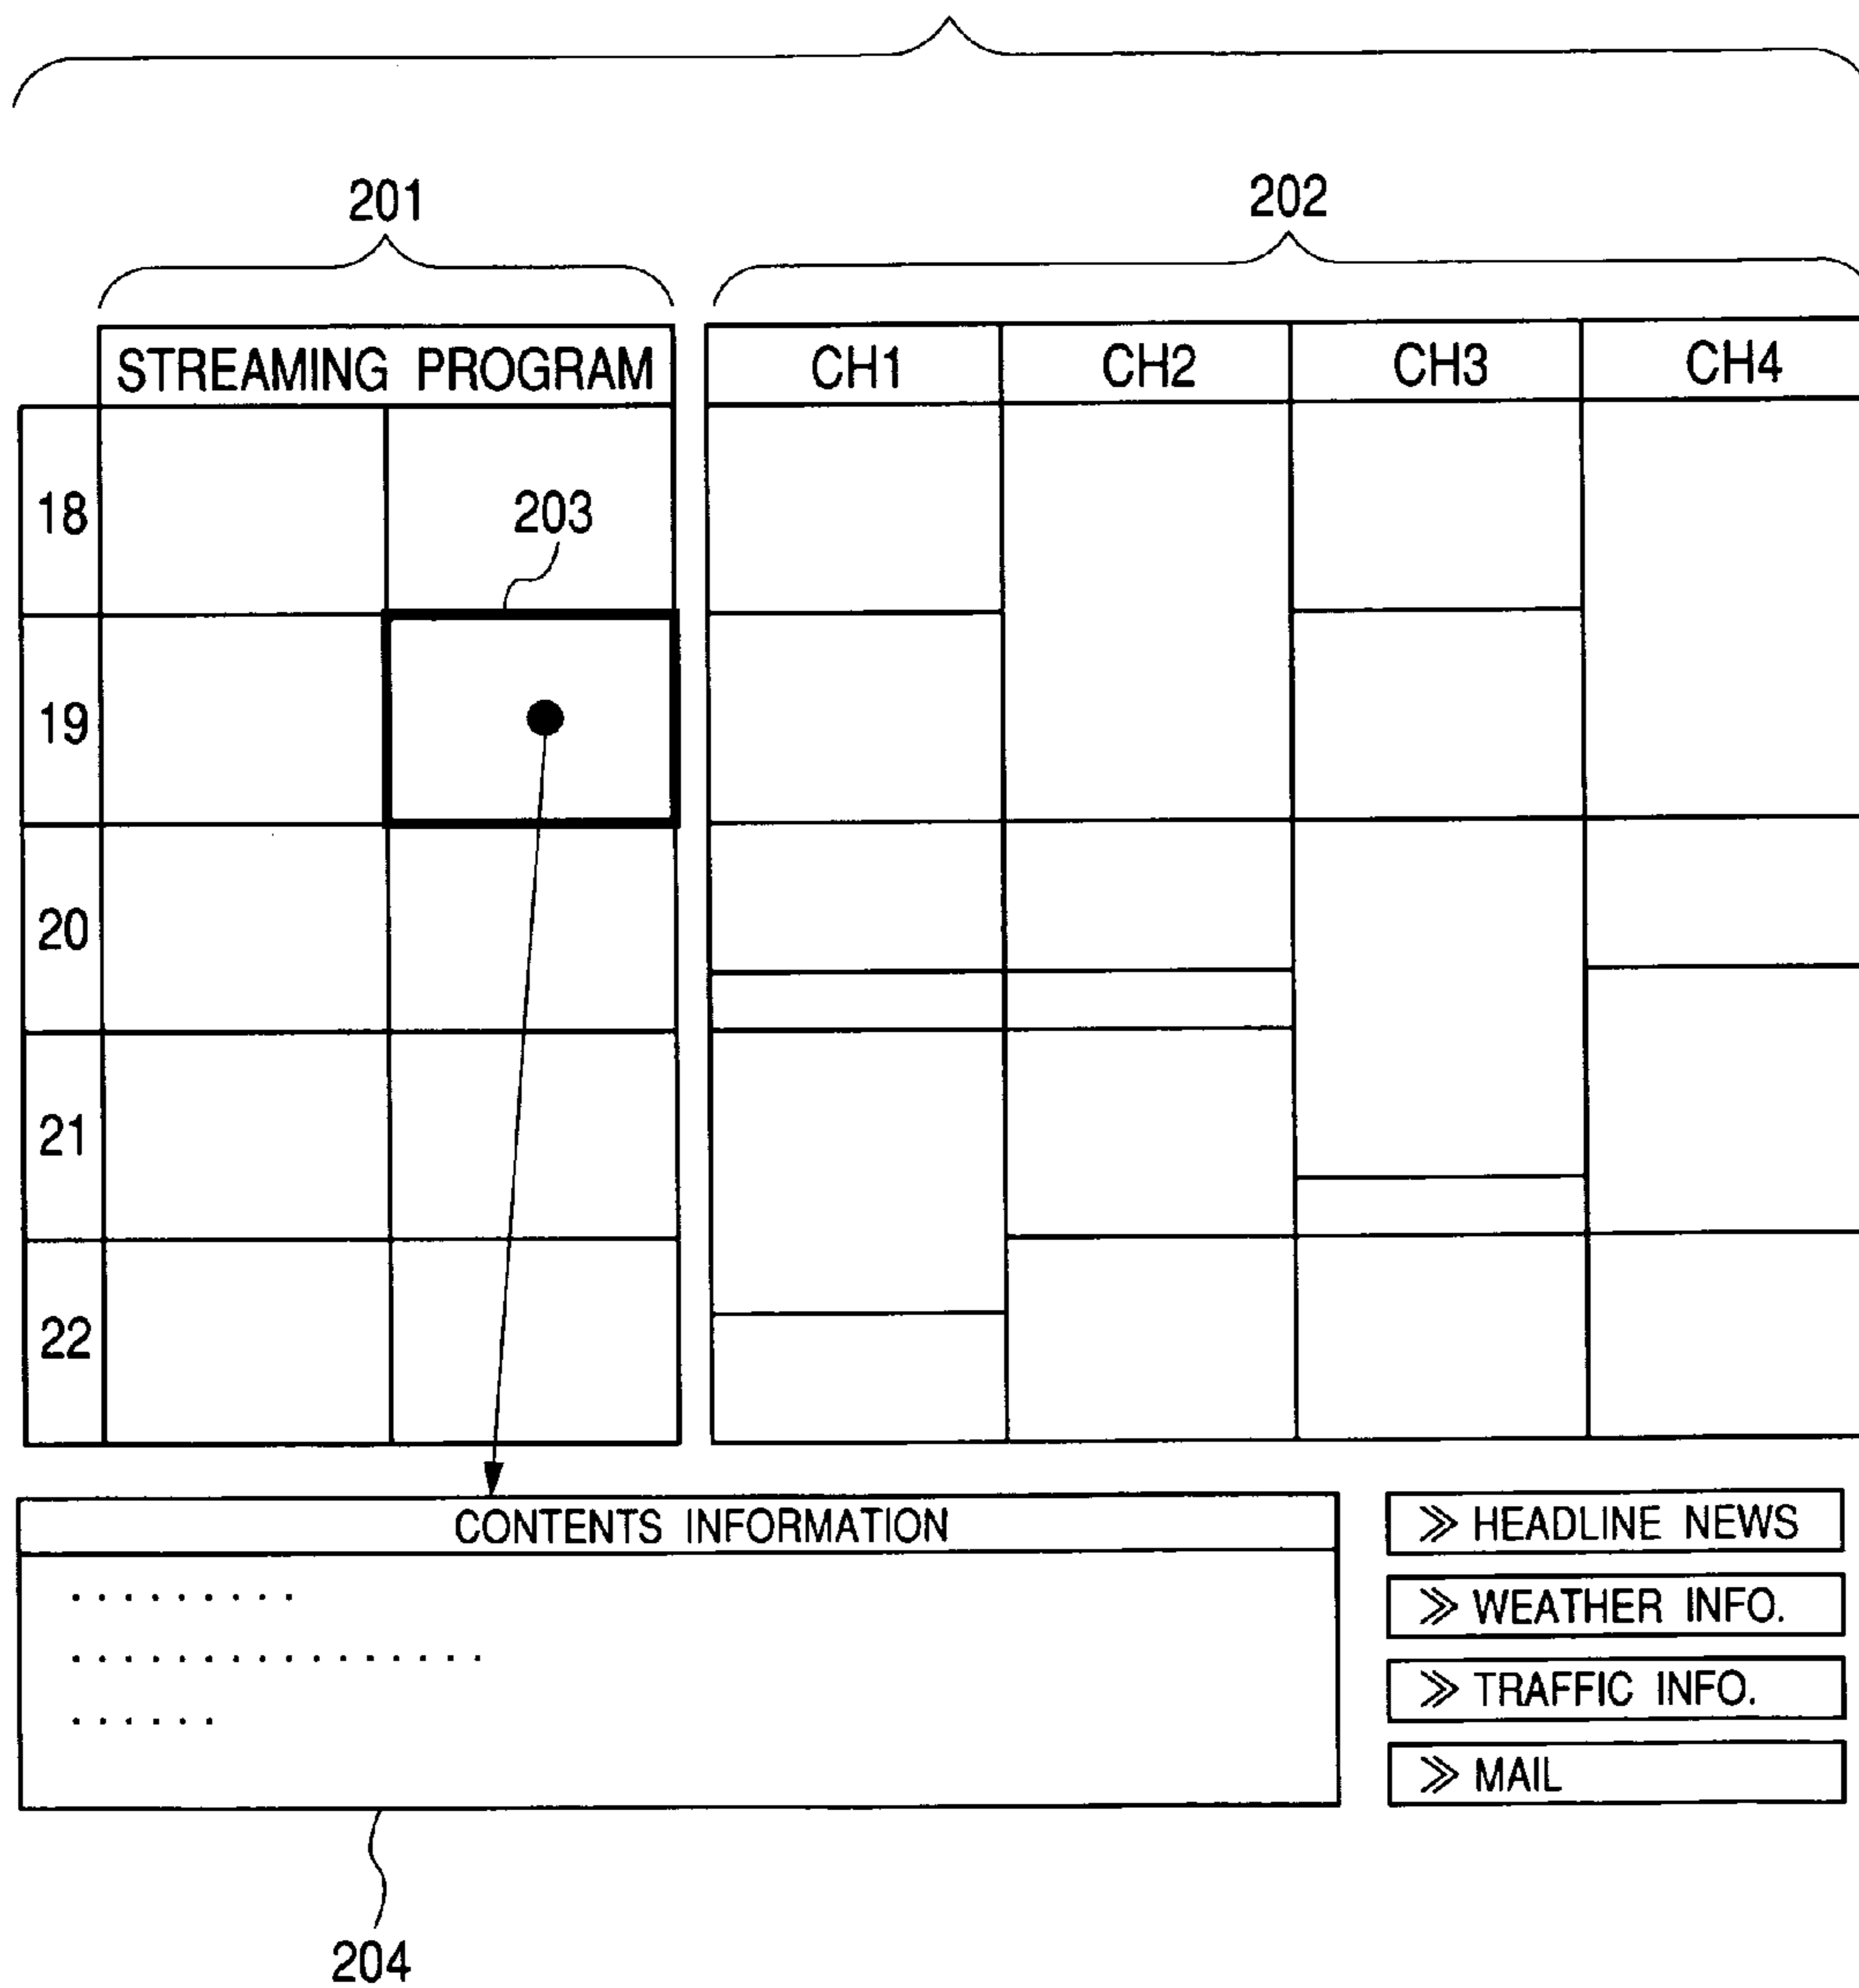 201
202
STREAMING PROGRAM
CH1
CH2
CH3
CH4
18
203
19
20
21
22
CONTENTS INFORMATION
. . . . . . . . .
. . . . . . . . . . . . . . . .
. . . . . .
≫ HEADLINE NEWS
≫ WEATHER INFO.
≫ TRAFFIC INFO.
≫ MAIL
204